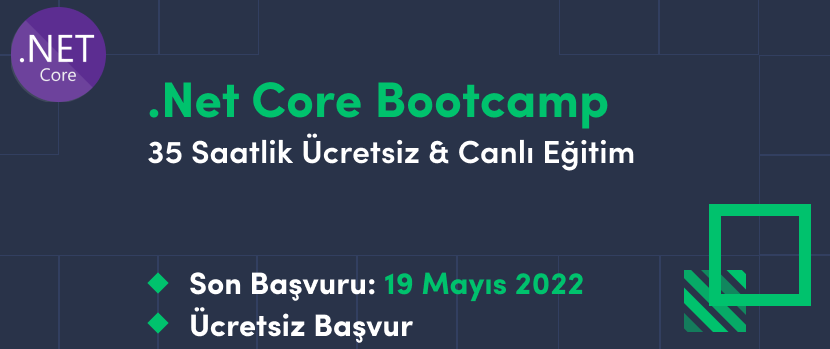 .NET
Core
.Net Core Bootcamp
35 Saatlik Ücretsiz & Canlı Eğitim
Son Başvuru: 19 Mayıs 2022
Ücretsiz Başvur